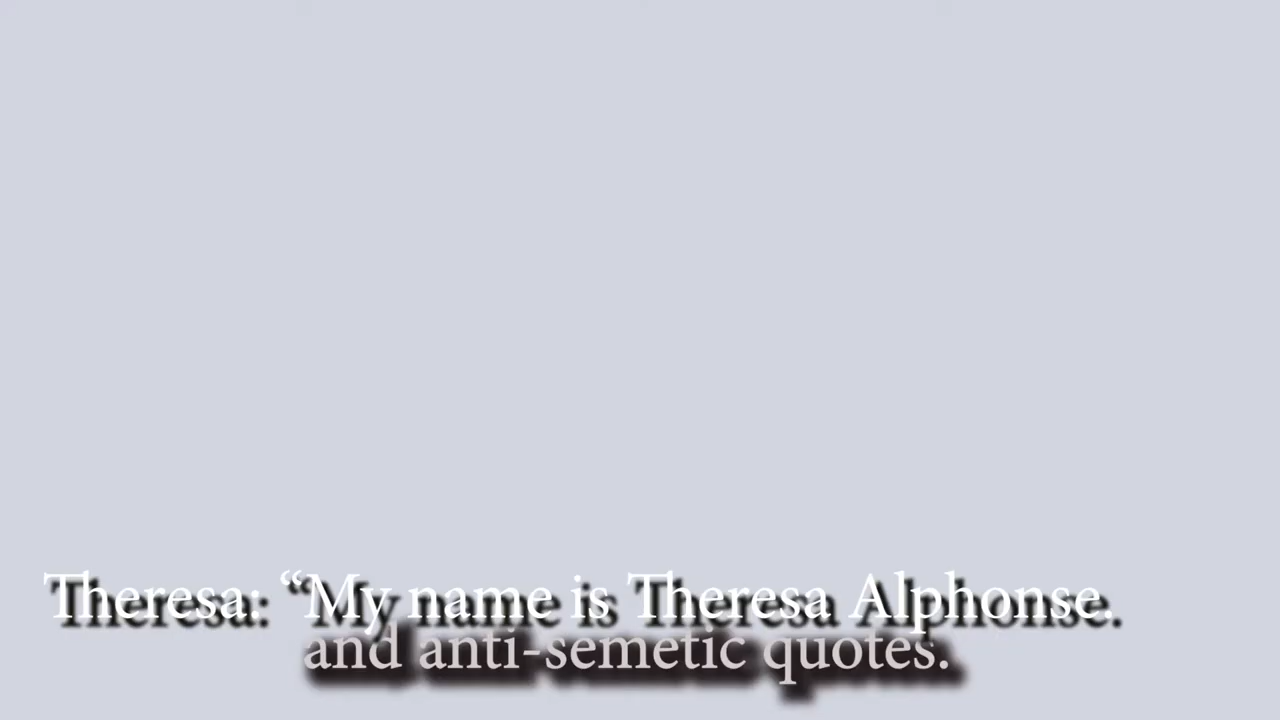 Theresa: “My name is Theresa Alphonse.
and anti-semetic quotes.